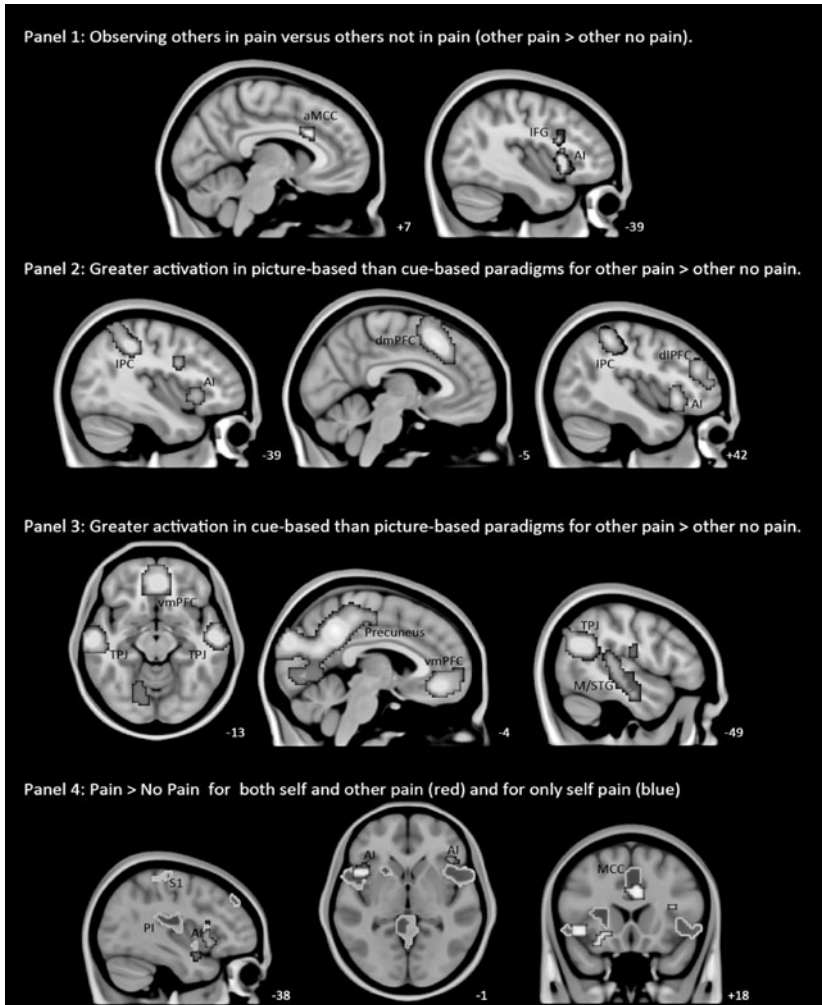 Panel 1: Observing others in pain versus others not in pain (other pain > other no pain).
aMCC
IFG
AI
+7
-39
Panel 2: Greater activation in picture-based than cue-based paradigms for other pain > other no pain.
IPC
AI
dmPFC
IPC
dlPFC
AI
-39
-5
+42
Panel 3: Greater activation in cue-based than picture-based paradigms for other pain > other no pain.
vmPFC
TPJ
TPJ
Precuneus
vmPFC
TPJ
M/STG
-13
-4
-49
Panel 4: Pain > No Pain for both self and other pain (red) and for only self pain (blue)
S1
PI
AI
AI
AI
MCC
-38
-1
+18